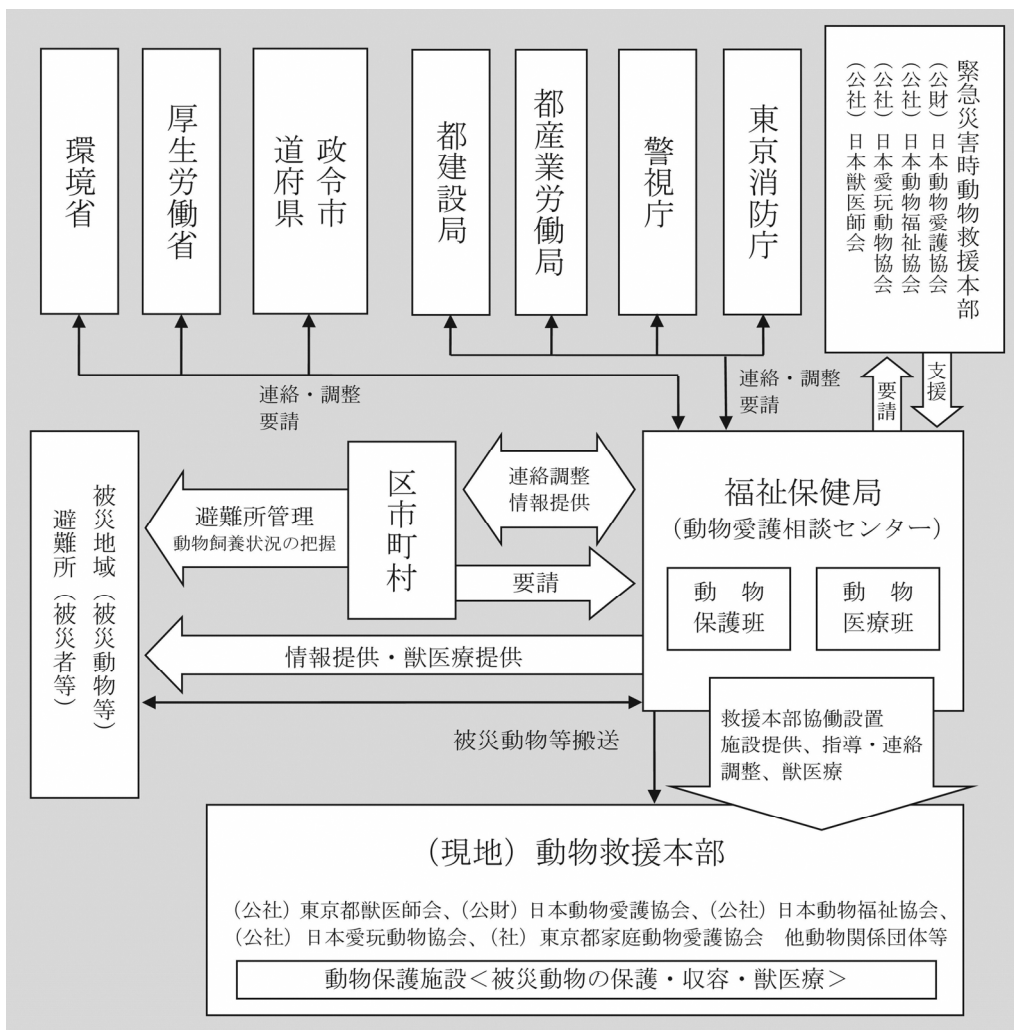 環境省
厚生労働省
政令市
道府県
都建設局
都産業労働局
警視庁
東京消防庁
緊急災害時動物救援本部
（公財）日本動物愛護協会
（公社）日本動物福祉協会
（公社）日本愛玩動物協会
（公社）日本獣医師会
連絡・調整
要請
連絡・調整
要請
要請
支援
被災地域（被災動物等）
避難所（被災者等）
避難所管理
動物飼養状況の把握
区市町村
連絡調整
情報提供
要請
福祉保健局
（動物愛護相談センター）
動　物
保護班
動　物
医療班
情報提供・獣医療提供
被災動物等搬送
救援本部協働設置
施設提供、指導・連絡
調整、獣医療
（現地）動物救援本部
（公社）東京都獣医師会、（公財）日本動物愛護協会、（公社）日本動物福祉協会、
（公社）日本愛玩動物協会、（社）東京都家庭動物愛護協会　他動物関係団体等
動物保護施設＜被災動物の保護・収容・獣医療＞